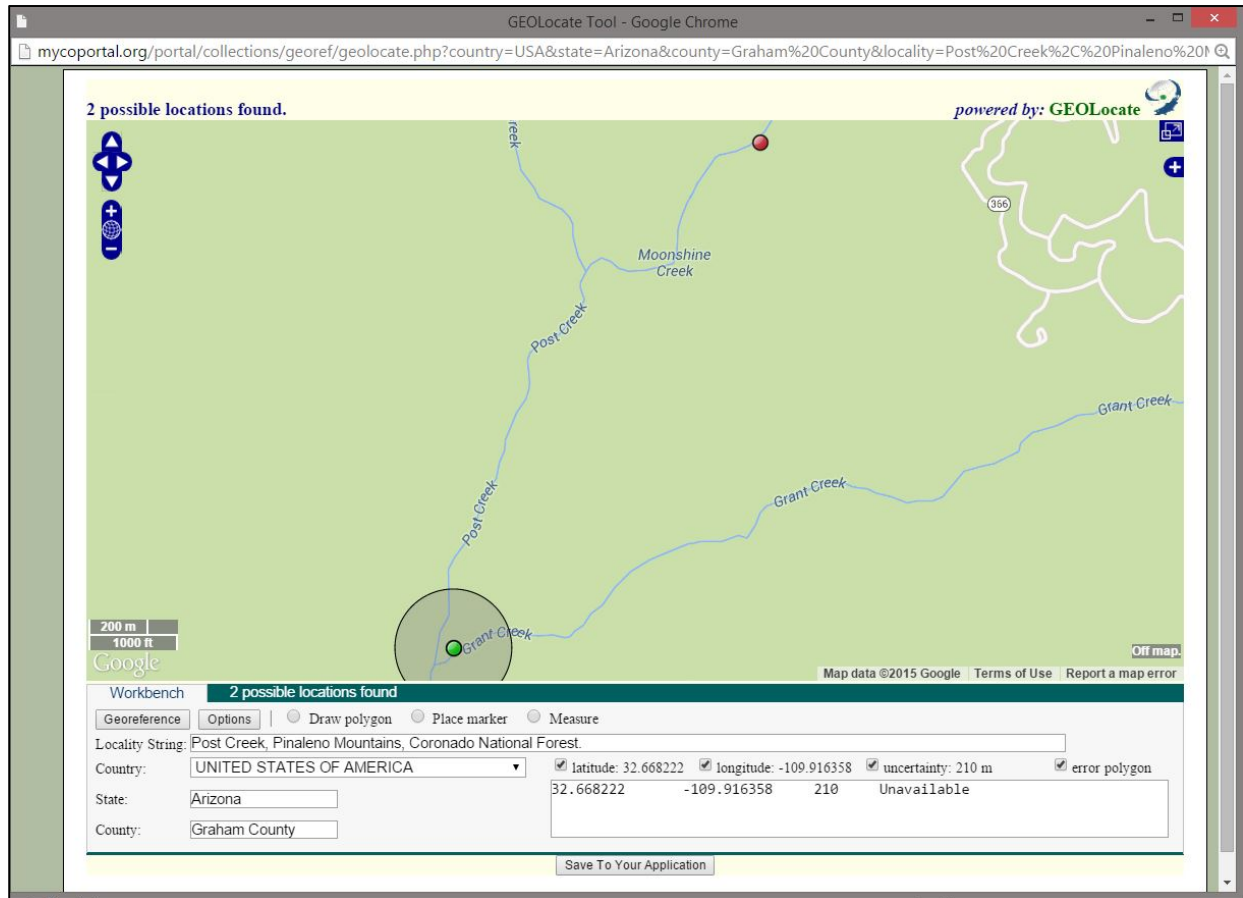 GEOLocate Tool - Google Chrome
mycoportal.org/portal/collections/georef/geolocate.php?country=USA&state=Arizona&county=Graham%20County&locality=Post%20Creek%2C%20Pinaleno%20
2 possible locations found.
powered by: GEOLocate
reek
356
Moonshine
Creek
Post Creek
Grant Creek
Grant Creek
Post Creek
Grant Creek
200 m
1000 ft
Google
Off map.
Map data ©2015 Google Terms of Use Report a map error
Workbench 2 possible locations found
Georeference Options | Draw polygon Place marker Measure
Locality String: Post Creek, Pinaleno Mountains, Coronado National Forest.
Country: UNITED STATES OF AMERICA latitude: 32.668222 longitude: -109.916358 uncertainty: 210 m error polygon
32.668222 -109.916358 210 Unavailable
State: Arizona
County: Graham County
Save To Your Application